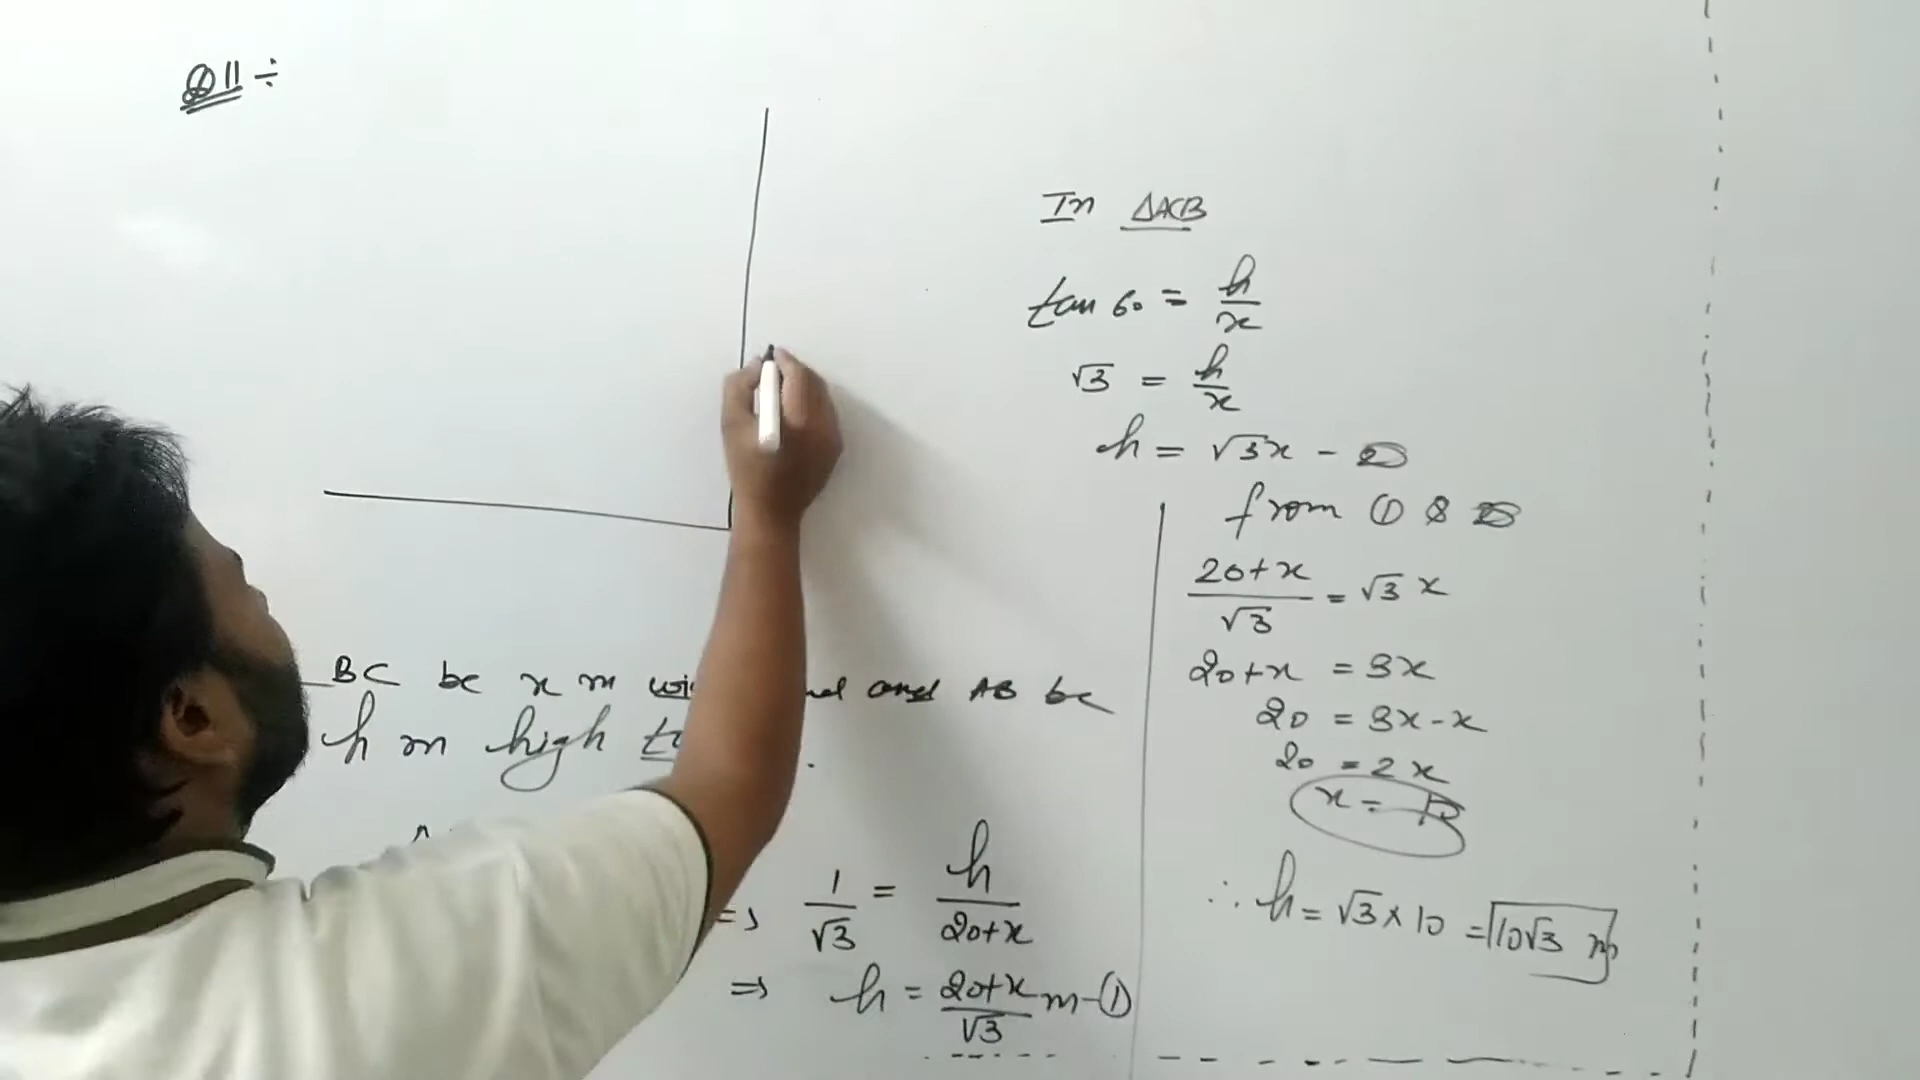 Q11 ÷
In ΔACB
tan 60 = h/x
√3 = h/x
h = √3x - ②
from ① & ②
(20+x)/√3 = √3 x
20+x = 3x
20 = 3x-x
20 = 2x
x = 10
∴ h = √3 × 10 = 10√3 m
BC be x m and AB be
h m high
=> 1/√3 = h/(20+x)
=> h = (20+x)/√3 m - ①